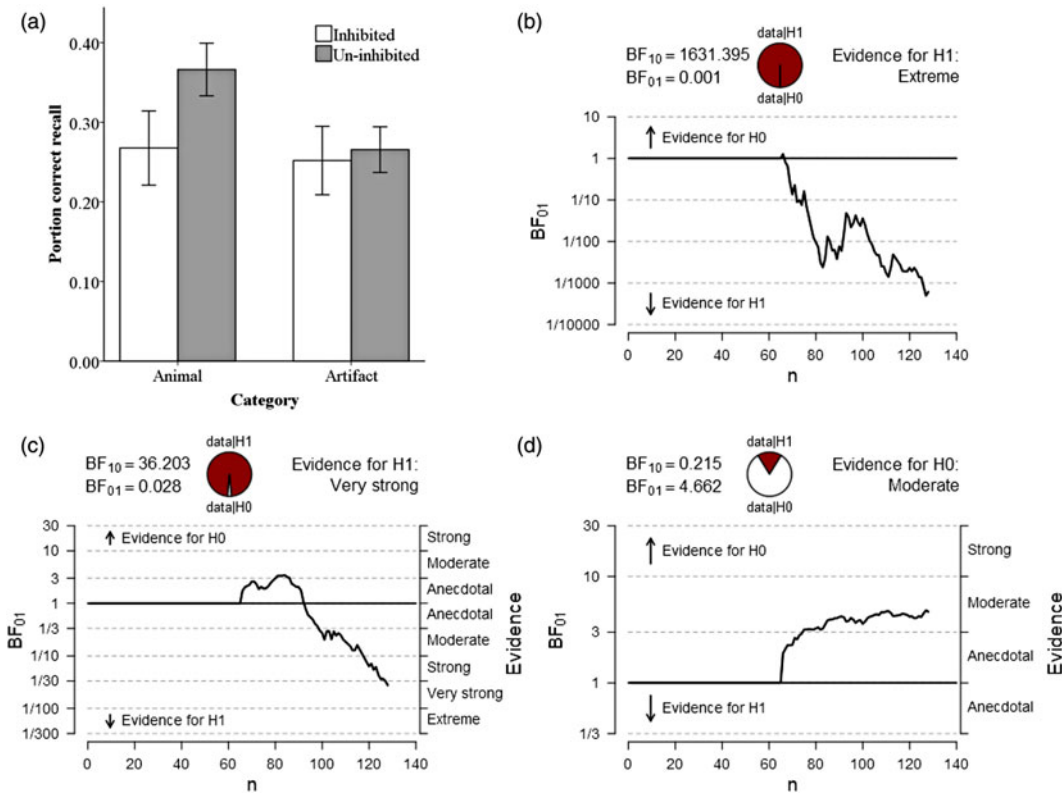 (a)
Inhibited
Un-inhibited
0.40
0.30
0.20
0.10
0.00
Portion correct recall
Animal
Artifact
Category
(b)
data|H1
BF10 = 1631.395
BF01 = 0.001
data|H0
Evidence for H1:
Extreme
10
1
1/10
1/100
1/1000
1/10000
BF01
Evidence for H0
Evidence for H1
0 20 40 60 80 100 120 140
n
(c)
data|H1
BF10 = 36.203
BF01 = 0.028
data|H0
Evidence for H1:
Very strong
30
10
3
1
1/3
1/10
1/30
1/100
1/300
BF01
Evidence for H0
Evidence for H1
Strong
Moderate
Anecdotal
Anecdotal
Moderate
Strong
Very strong
Extreme
Evidence
0 20 40 60 80 100 120 140
n
(d)
data|H1
BF10 = 0.215
BF01 = 4.662
data|H0
Evidence for H0:
Moderate
30
10
3
1
1/3
BF01
Evidence for H0
Evidence for H1
Strong
Moderate
Anecdotal
Anecdotal
Evidence
0 20 40 60 80 100 120 140
n